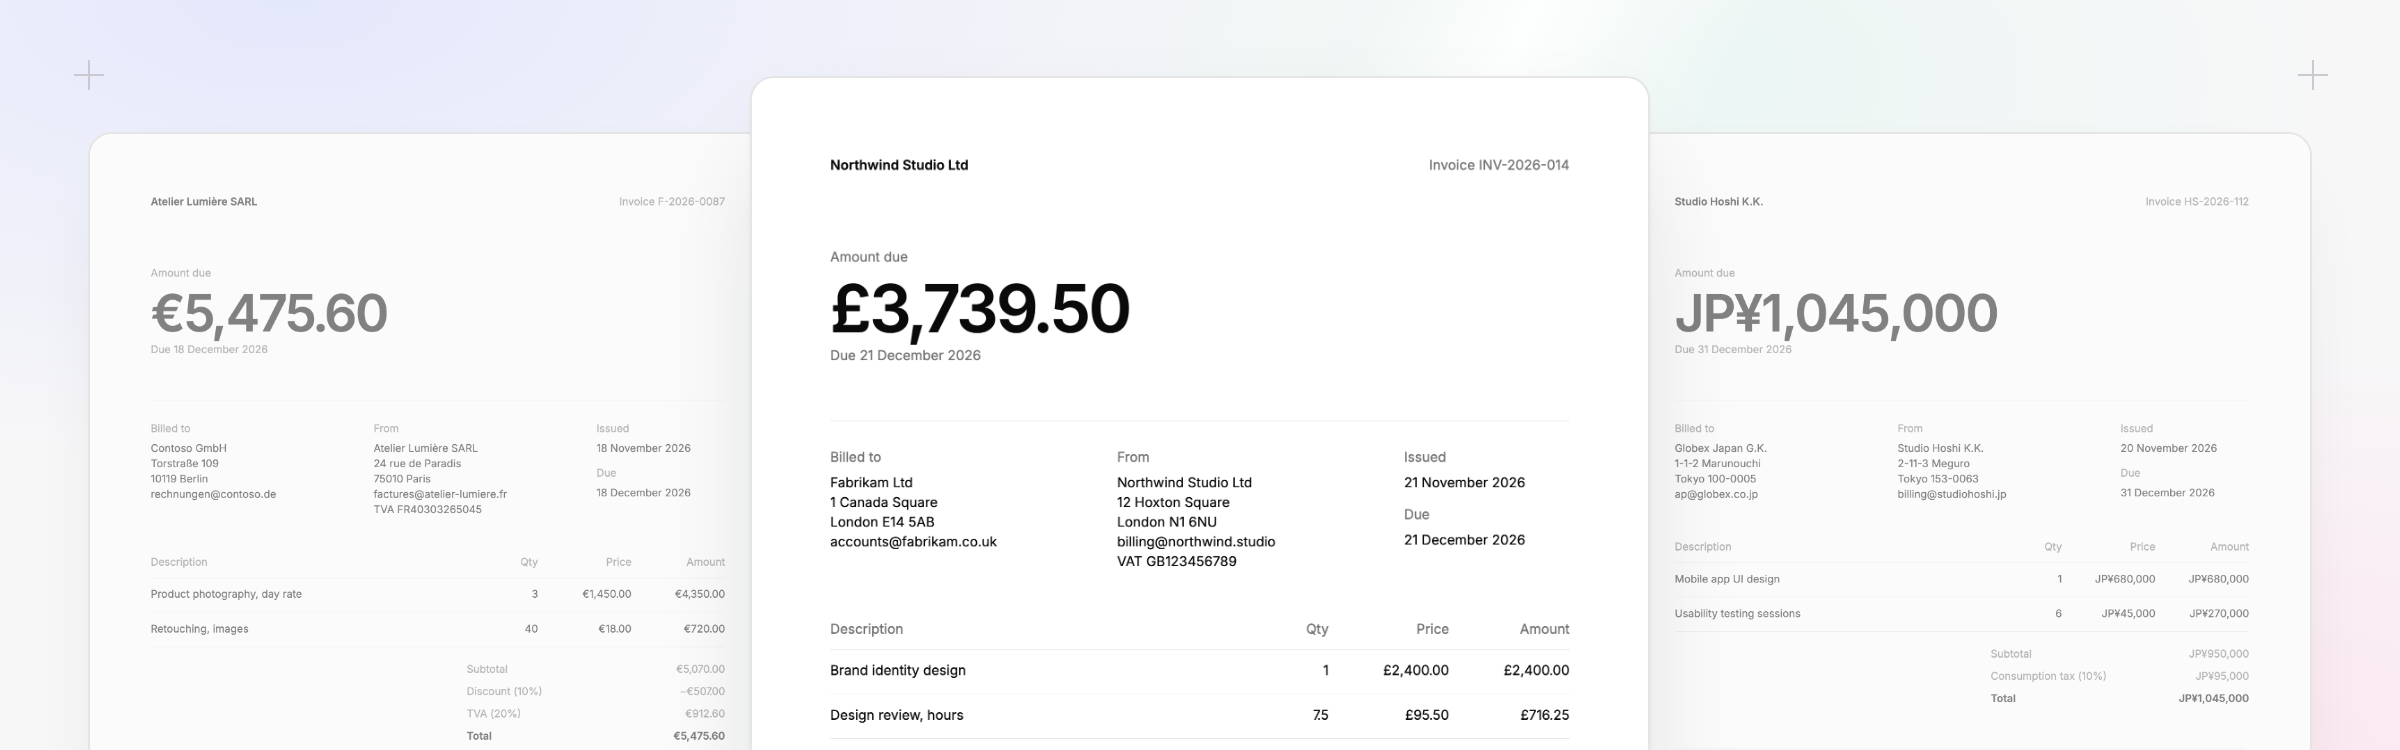 Atelier Lumière SARL
Invoice F-2026-0087
Amount due
€5,475.60
Due 18 December 2026
Billed to
Contoso GmbH
Torstraße 109
10119 Berlin
rechnungen@contoso.de
From
Atelier Lumière SARL
24 rue de Paradis
75010 Paris
factures@atelier-lumiere.fr
TVA FR40303265045
Issued
18 November 2026
Due
18 December 2026
Description Qty Price Amount
Product photography, day rate 3 €1,450.00 €4,350.00
Retouching, images 40 €18.00 €720.00
Subtotal €5,070.00
Discount (10%) −€507.00
TVA (20%) €912.60
Total €5,475.60
Northwind Studio Ltd
Invoice INV-2026-014
Amount due
£3,739.50
Due 21 December 2026
Billed to
Fabrikam Ltd
1 Canada Square
London E14 5AB
accounts@fabrikam.co.uk
From
Northwind Studio Ltd
12 Hoxton Square
London N1 6NU
billing@northwind.studio
VAT GB123456789
Issued
21 November 2026
Due
21 December 2026
Description Qty Price Amount
Brand identity design 1 £2,400.00 £2,400.00
Design review, hours 7.5 £95.50 £716.25
Studio Hoshi K.K.
Invoice HS-2026-112
Amount due
JP¥1,045,000
Due 31 December 2026
Billed to
Globex Japan G.K.
1-1-2 Marunouchi
Tokyo 100-0005
ap@globex.co.jp
From
Studio Hoshi K.K.
2-11-3 Meguro
Tokyo 153-0063
billing@studiohoshi.jp
Issued
20 November 2026
Due
31 December 2026
Description Qty Price Amount
Mobile app UI design 1 JP¥680,000 JP¥680,000
Usability testing sessions 6 JP¥45,000 JP¥270,000
Subtotal JP¥950,000
Consumption tax (10%) JP¥95,000
Total JP¥1,045,000